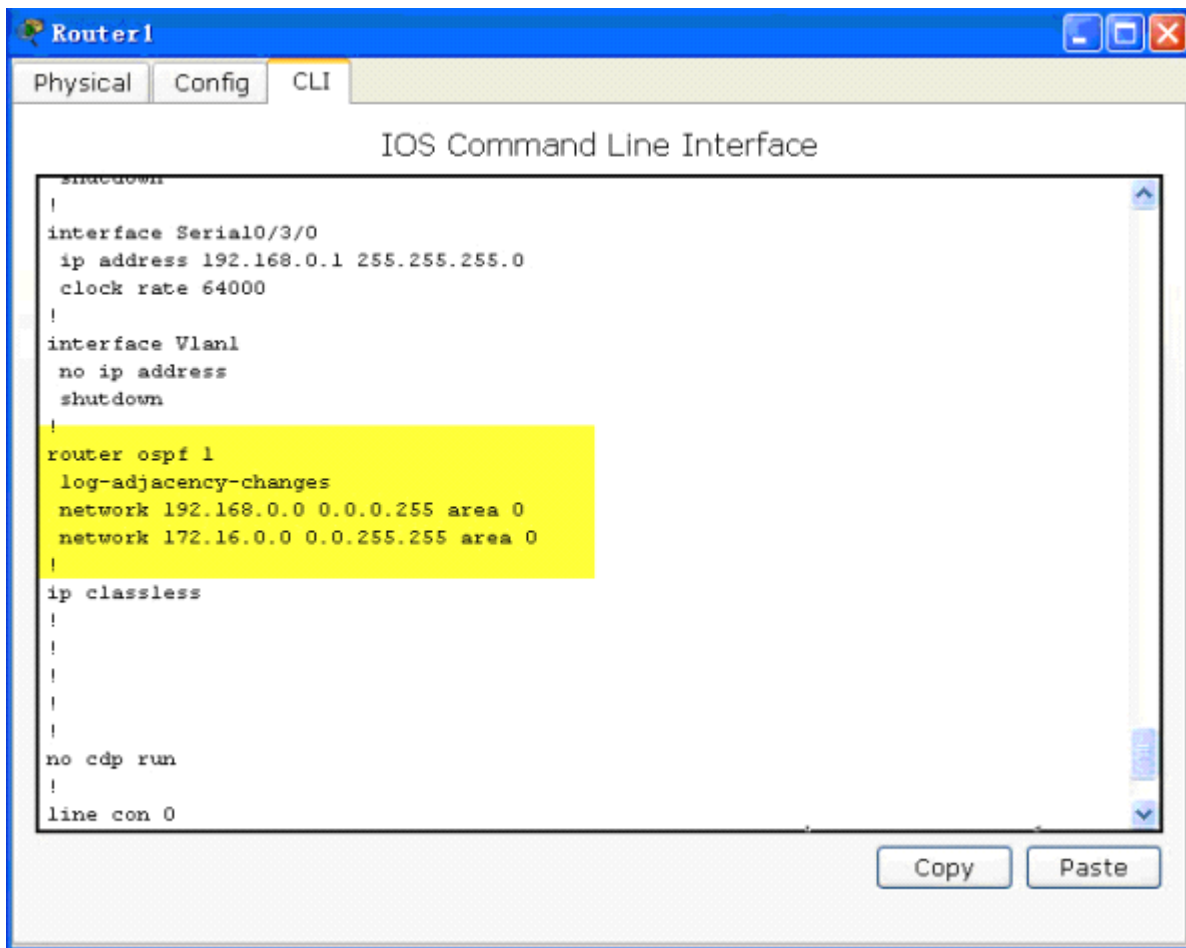 Router1
Physical Config CLI
IOS Command Line Interface
shutdown
!
interface Serial0/3/0
ip address 192.168.0.1 255.255.255.0
clock rate 64000
!
interface Vlan1
no ip address
shutdown
!
router ospf 1
log-adjacency-changes
network 192.168.0.0 0.0.0.255 area 0
network 172.16.0.0 0.0.255.255 area 0
!
ip classless
!
!
!
!
!
no cdp run
!
line con 0
Copy Paste